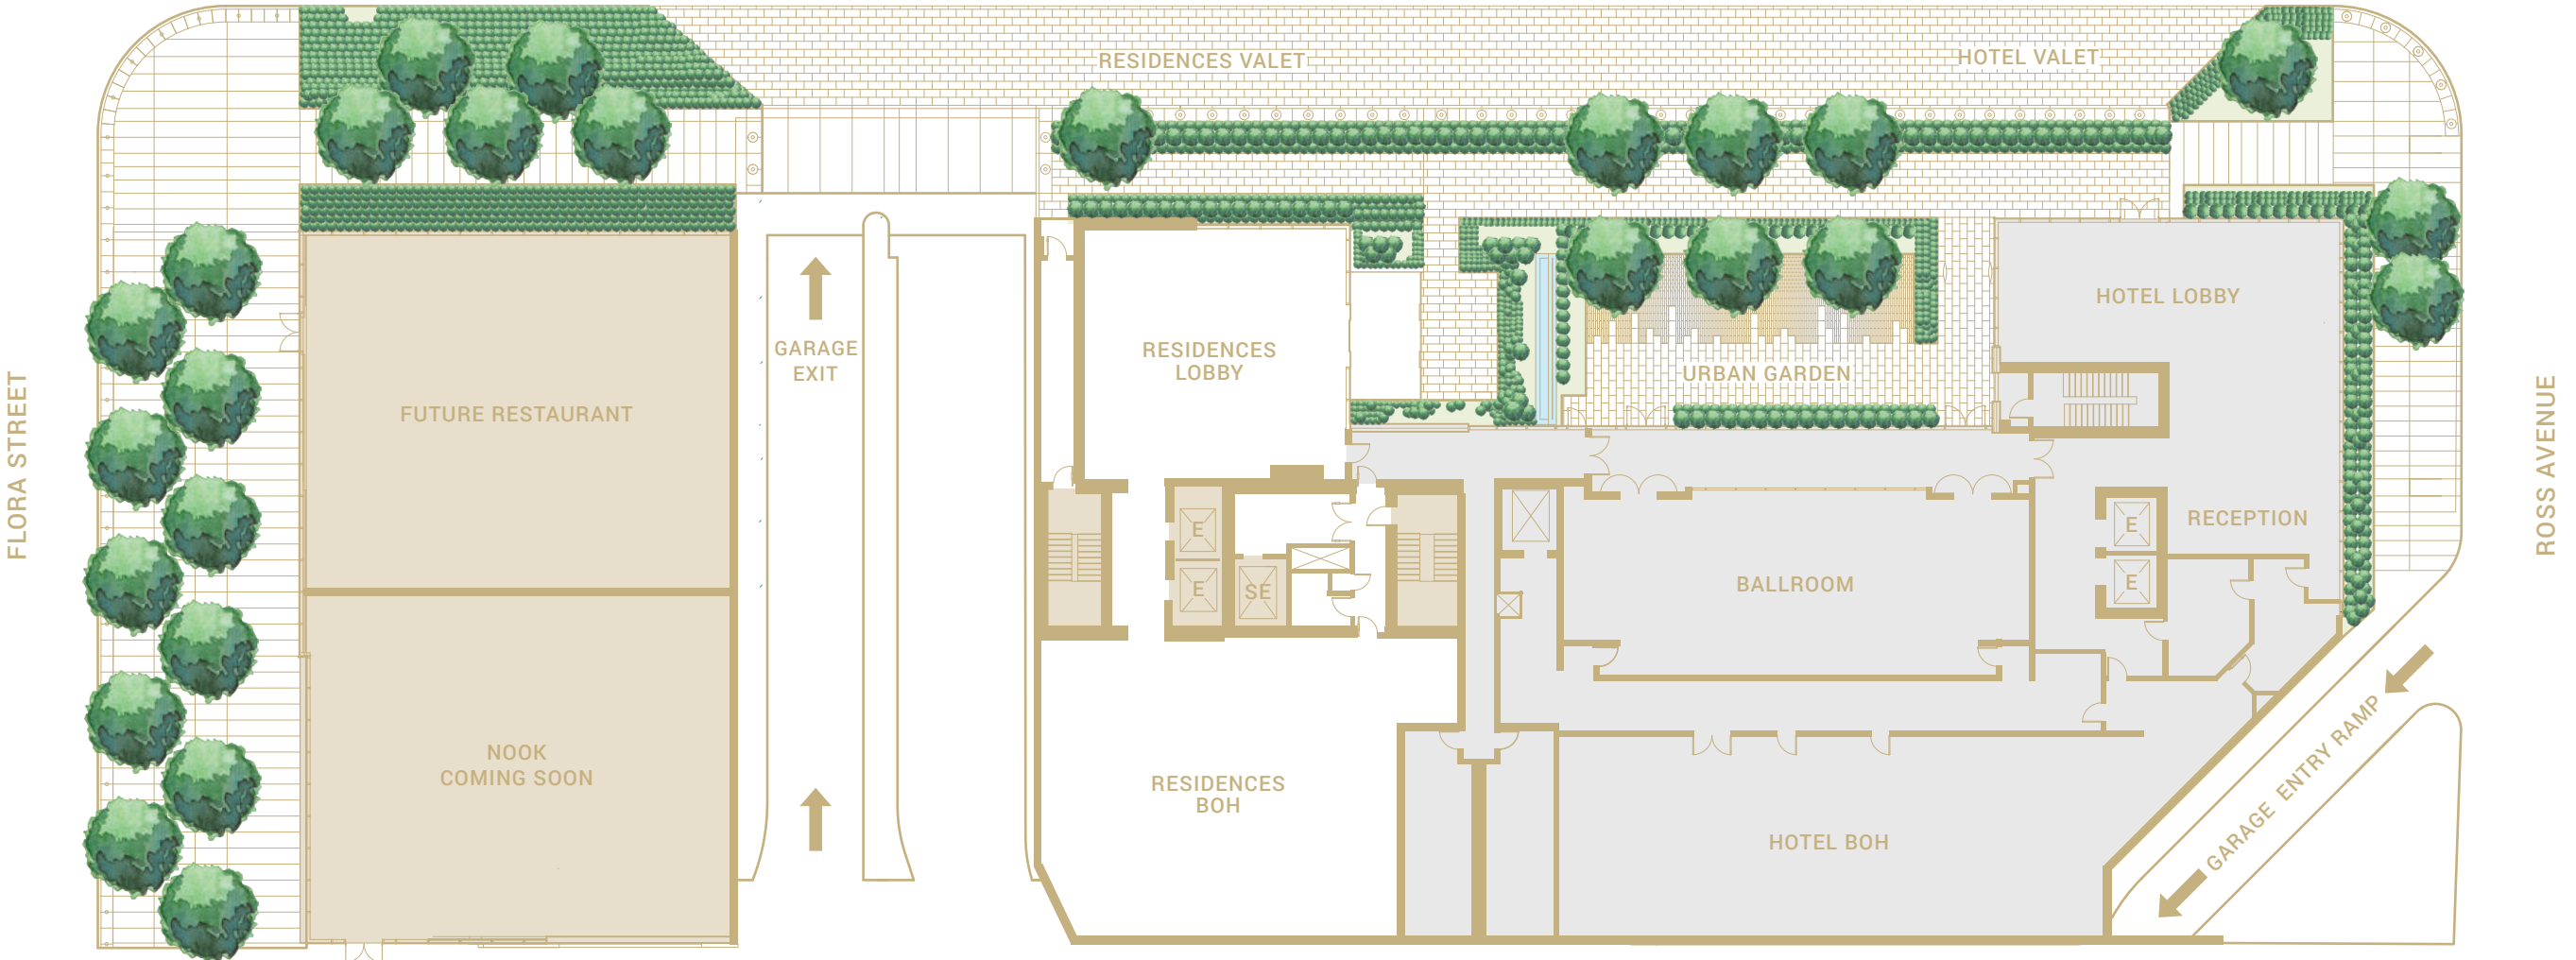 RESIDENCES VALET
HOTEL VALET
HOTEL LOBBY
GARAGE
EXIT
RESIDENCES
LOBBY
URBAN GARDEN
FUTURE RESTAURANT
FLORA STREET
ROSS AVENUE
RECEPTION
E
E
E
E
SE
BALLROOM
NOOK
COMING SOON
RESIDENCES
BOH
HOTEL BOH
GARAGE ENTRY RAMP